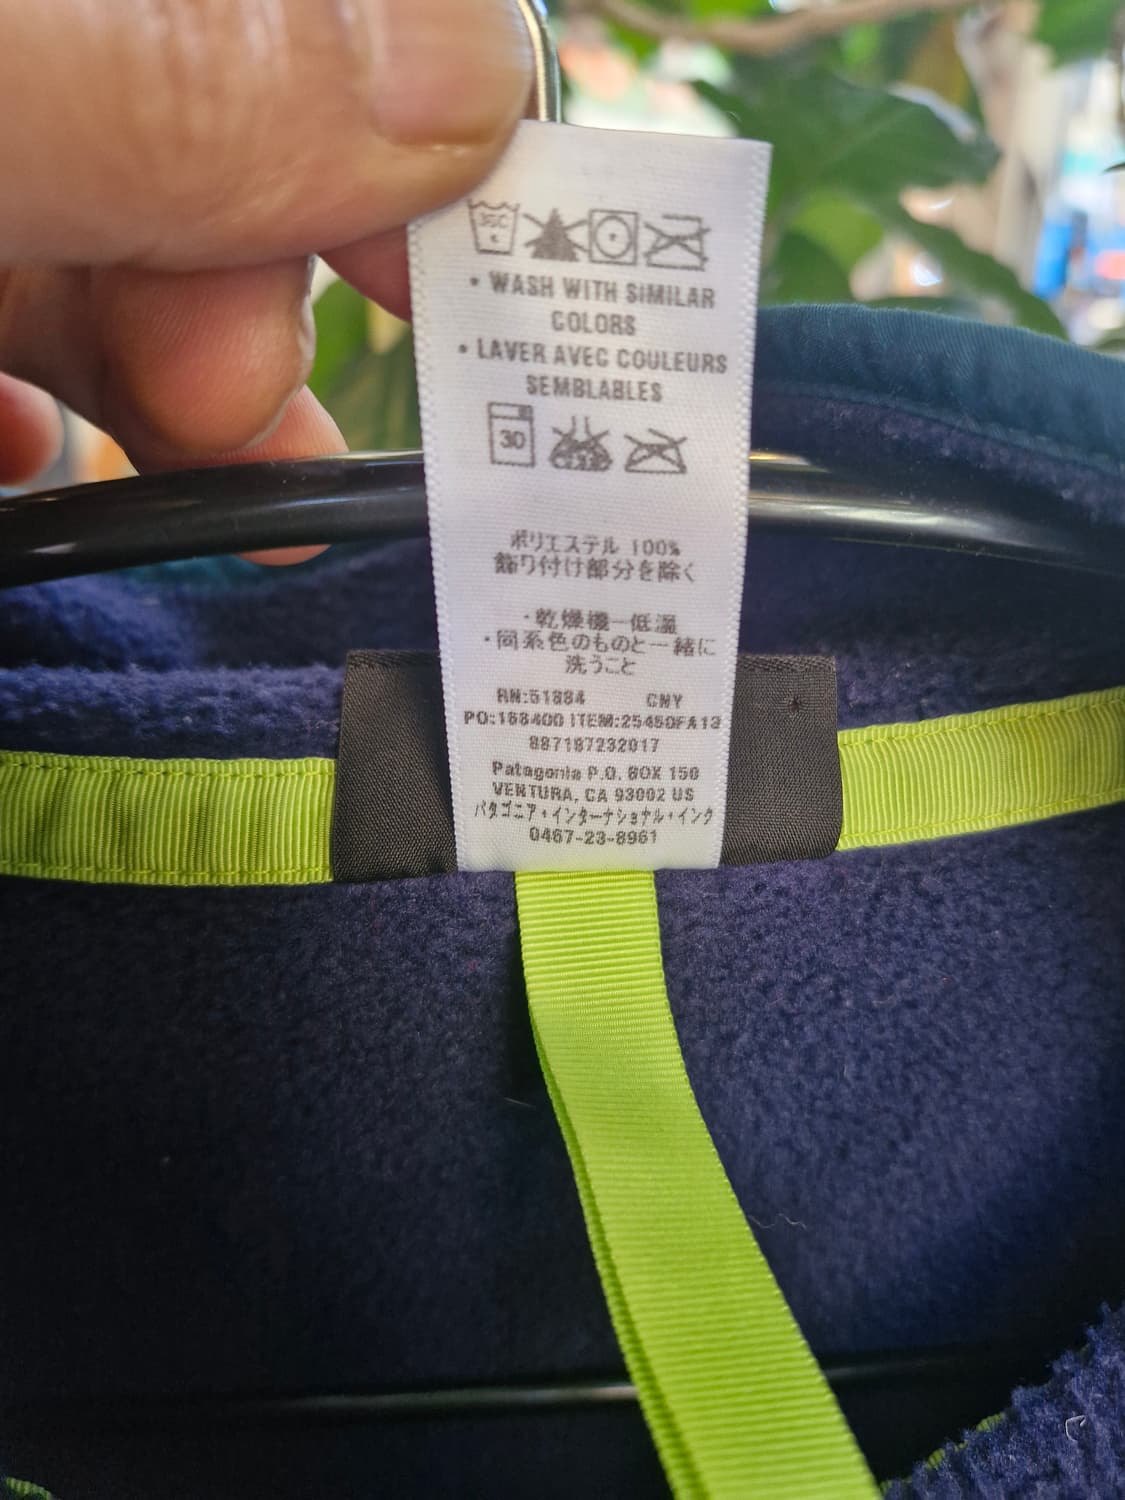 30C
• WASH WITH SIMILAR
COLORS
• LAVER AVEC COULEURS
SEMBLABLES
30
ポリエステル 100%
飾り付け部分を除く
・乾燥機ー低温
・同系色のものと一緒に
洗うこと
RN:51884 CNY
PO:168400 ITEM:25450FA13
887187232017
Patagonia P.O. BOX 150
VENTURA, CA 93002 US
パタゴニア・インターナショナル・インク
0467-23-8961